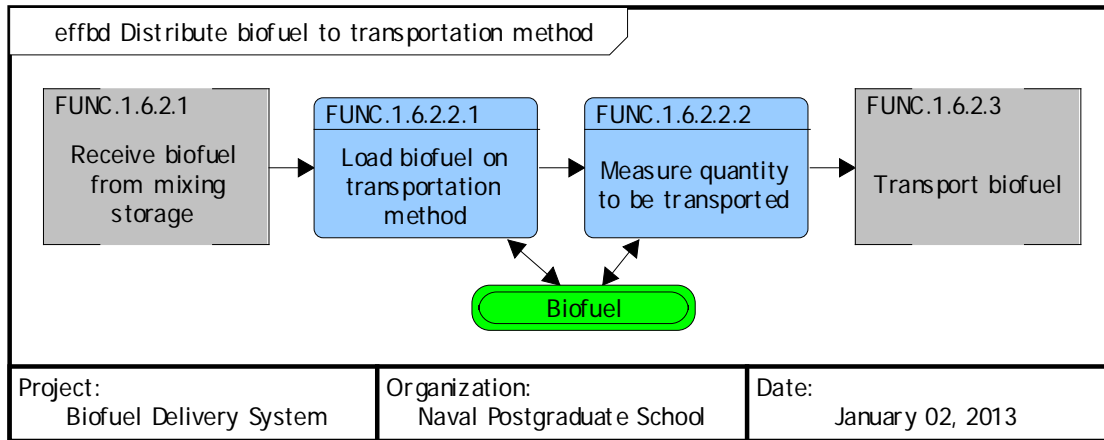 effbd Distribute biofuel to transportation method
FUNC.1.6.2.1
Receive biofuel
from mixing
storage
FUNC.1.6.2.2.1
Load biofuel on
transportation
method
FUNC.1.6.2.2.2
Measure quantity
to be transported
FUNC.1.6.2.3
Transport biofuel
Biofuel
Project:
Biofuel Delivery System
Organization:
Naval Postgraduate School
Date:
January 02, 2013